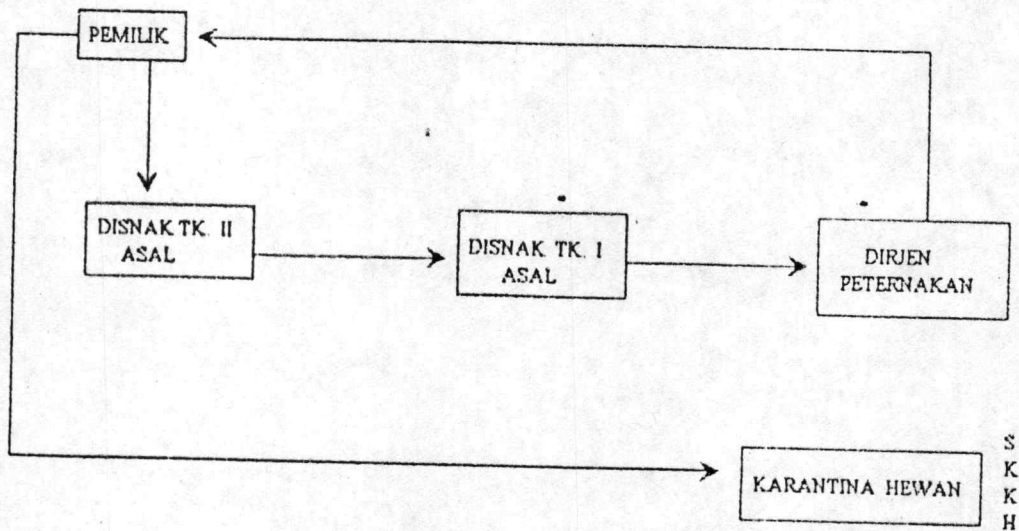 PEMILIK
DISNAK TK. II
ASAL
DISNAK TK. I
ASAL
DIRJEN
PETERNAKAN
KARANTINA HEWAN
S
K
K
H